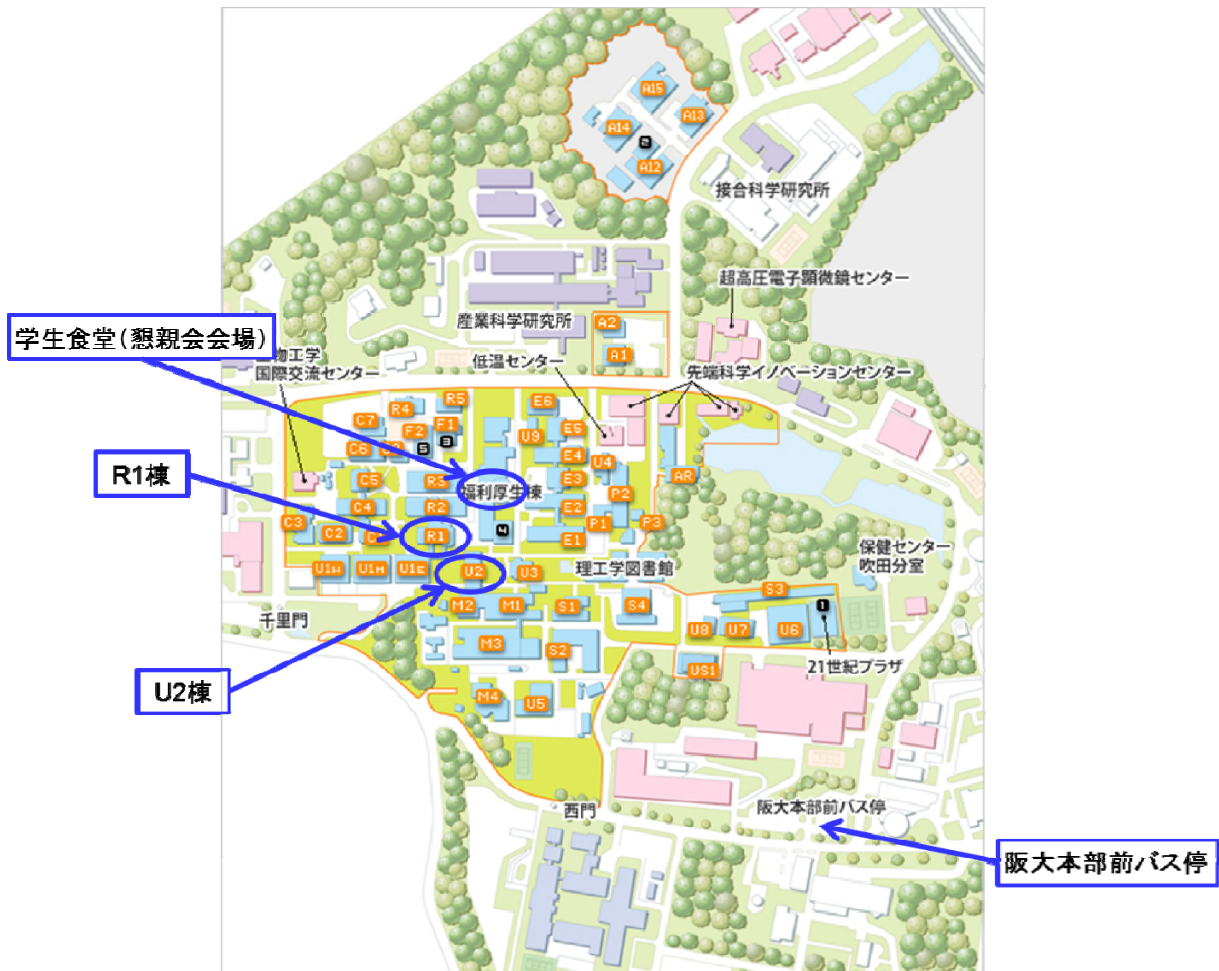 A15
A13
A14
2
A12
接合科学研究所
超高圧電子顕微鏡センター
学生食堂(懇親会会場)
産業科学研究所
A2
A1
物工学
国際交流センター
低温センター
先端科学イノベーションセンター
R5
E6
R4
C7
F1
F2
3
U9
E5
C6
5
E4
U4
R1棟
C5
R3
E3
AR
福利厚生棟
P2
C4
R2
E2
C3
C2
R1
4
E1
P1
P3
保健センター
吹田分室
U1W
U1M
U1E
U2
U3
理工学図書館
S3
千里門
M2
M1
S1
S4
1
U8
U7
U6
M3
S2
US1
21世紀プラザ
U2棟
M4
U5
西門
阪大本部前バス停
阪大本部前バス停